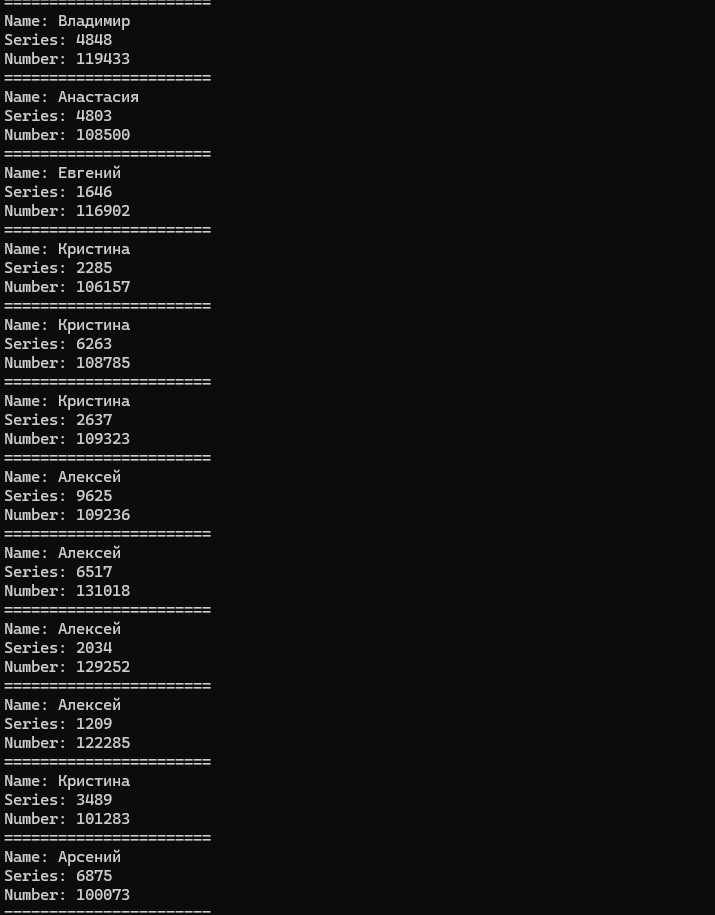 =======================
Name: Владимир
Series: 4848
Number: 119433
=======================
Name: Анастасия
Series: 4803
Number: 108500
=======================
Name: Евгений
Series: 1646
Number: 116902
=======================
Name: Кристина
Series: 2285
Number: 106157
=======================
Name: Кристина
Series: 6263
Number: 108785
=======================
Name: Кристина
Series: 2637
Number: 109323
=======================
Name: Алексей
Series: 9625
Number: 109236
=======================
Name: Алексей
Series: 6517
Number: 131018
=======================
Name: Алексей
Series: 2034
Number: 129252
=======================
Name: Алексей
Series: 1209
Number: 122285
=======================
Name: Кристина
Series: 3489
Number: 101283
=======================
Name: Арсений
Series: 6875
Number: 100073
=======================